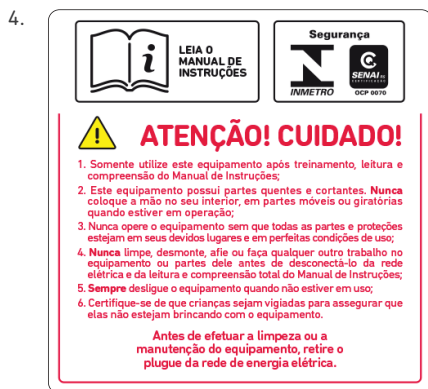 4.
LEIA O
MANUAL DE
INSTRUÇÕES
Segurança
INMETRO
SENAI SC
CERTIFICAÇÃO
OCP 0070
ATENÇÃO! CUIDADO!
1. Somente utilize este equipamento após treinamento, leitura e
compreensão do Manual de Instruções;
2. Este equipamento possui partes quentes e cortantes. Nunca
coloque a mão no seu interior, em partes móveis ou giratórias
quando estiver em operação;
3. Nunca opere o equipamento sem que todas as partes e proteções
estejam em seus devidos lugares e em perfeitas condições de uso;
4. Nunca limpe, desmonte, afie ou faça qualquer outro trabalho no
equipamento ou partes dele antes de desconectá-lo da rede
elétrica e da leitura e compreensão total do Manual de Instruções;
5. Sempre desligue o equipamento quando não estiver em uso;
6. Certifique-se de que crianças sejam vigiadas para assegurar que
elas não estejam brincando com o equipamento.
Antes de efetuar a limpeza ou a
manutenção do equipamento, retire o
plugue da rede de energia elétrica.